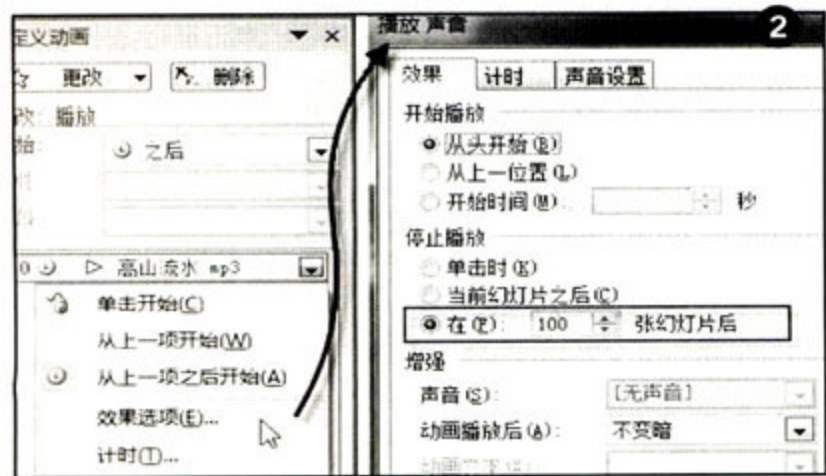 定义动画
更改 删除
改: 播放
始: 之后
0 高山流水 mp3
单击开始(C)
从上一项开始(W)
从上一项之后开始(A)
效果选项(E)...
计时(T)...
播放 声音 2
效果 计时 声音设置
开始播放
从头开始(B)
从上一位置(L)
开始时间(M): 秒
停止播放
单击时(K)
当前幻灯片之后(C)
在(F): 100 张幻灯片后
增强
声音(S): [无声音]
动画播放后(A): 不变暗